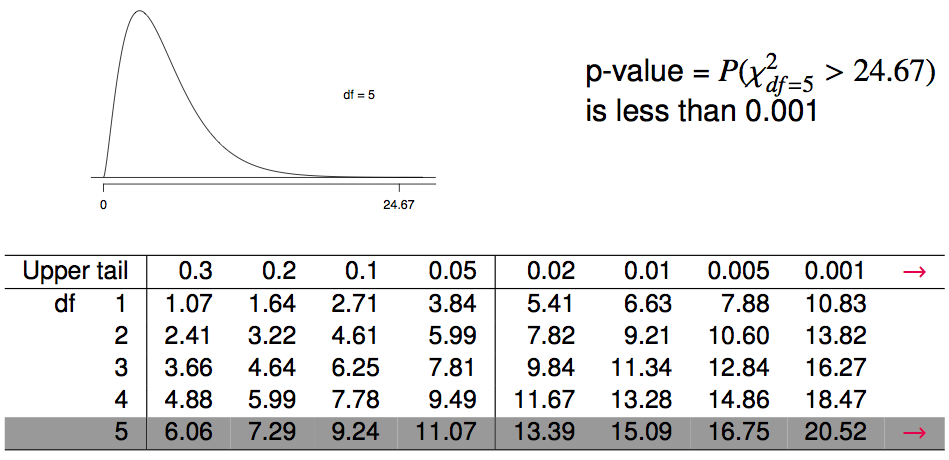 df = 5
0 24.67
p-value = P(χ²df=5 > 24.67)
is less than 0.001
Upper tail 0.3 0.2 0.1 0.05 0.02 0.01 0.005 0.001 →
df 1 1.07 1.64 2.71 3.84 5.41 6.63 7.88 10.83
2 2.41 3.22 4.61 5.99 7.82 9.21 10.60 13.82
3 3.66 4.64 6.25 7.81 9.84 11.34 12.84 16.27
4 4.88 5.99 7.78 9.49 11.67 13.28 14.86 18.47
5 6.06 7.29 9.24 11.07 13.39 15.09 16.75 20.52 →